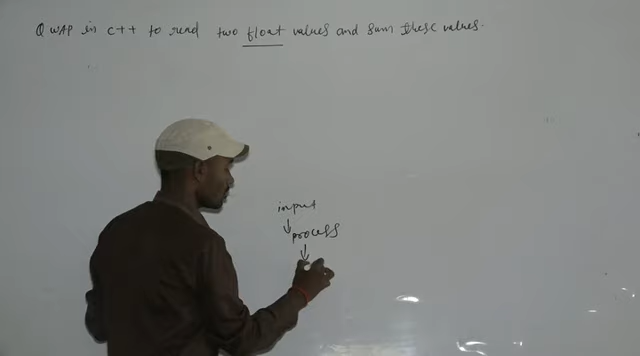 Q WAP in C++ to read two float values and sum these values.
input
process